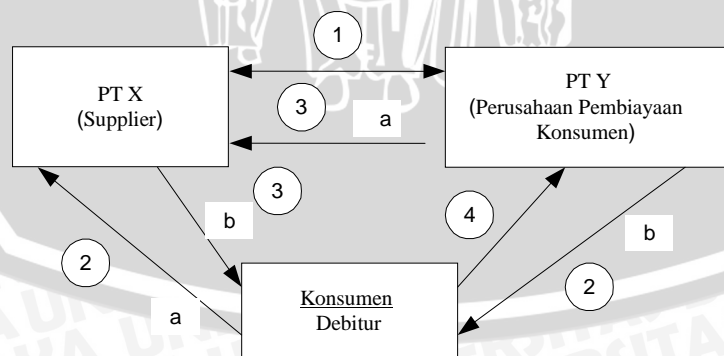 1
PT X
(Supplier)
PT Y
(Perusahaan Pembiayaan
Konsumen)
3
a
3
b
4
b
2
a
2
Konsumen
Debitur